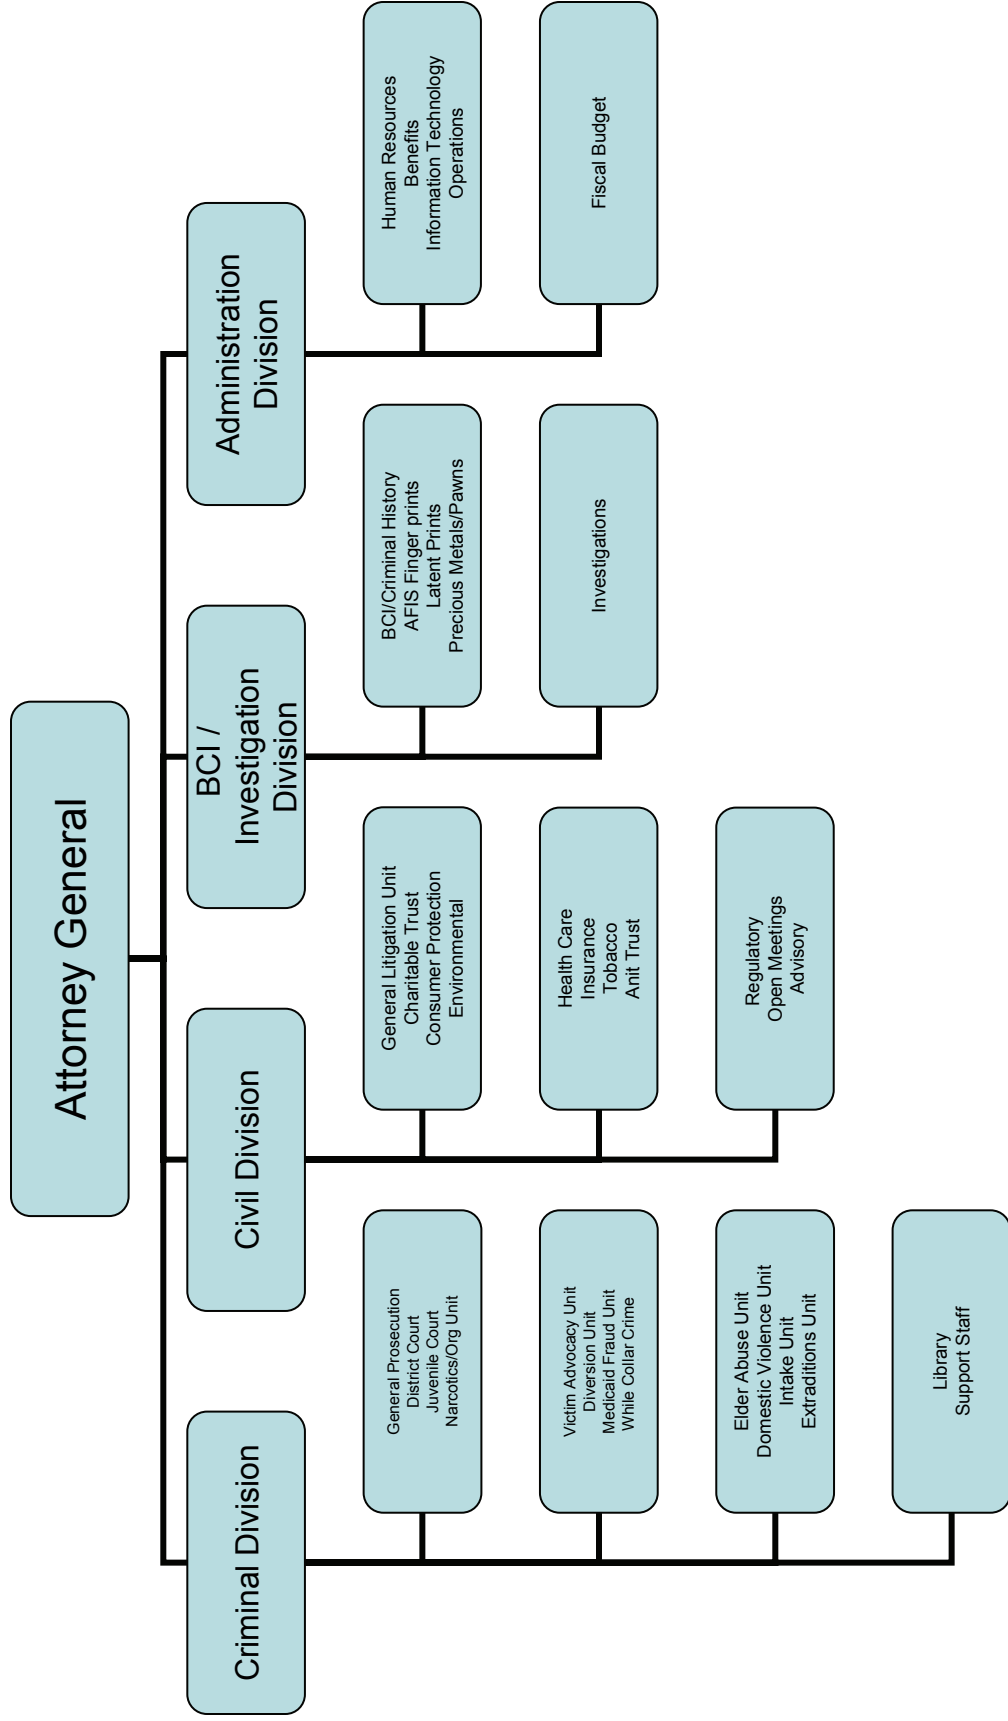 Attorney General
Criminal Division
General Prosecution
District Court
Juvenile Court
Narcotics/Org Unit
Victim Advocacy Unit
Diversion Unit
Medicaid Fraud Unit
While Collar Crime
Elder Abuse Unit
Domestic Violence Unit
Intake Unit
Extraditions Unit
Library
Support Staff
Civil Division
General Litigation Unit
Charitable Trust
Consumer Protection
Environmental
Health Care
Insurance
Tobacco
Anit Trust
Regulatory
Open Meetings
Advisory
BCI /
Investigation
Division
BCI/Criminal History
AFIS Finger prints
Latent Prints
Precious Metals/Pawns
Investigations
Administration
Division
Human Resources
Benefits
Information Technology
Operations
Fiscal Budget